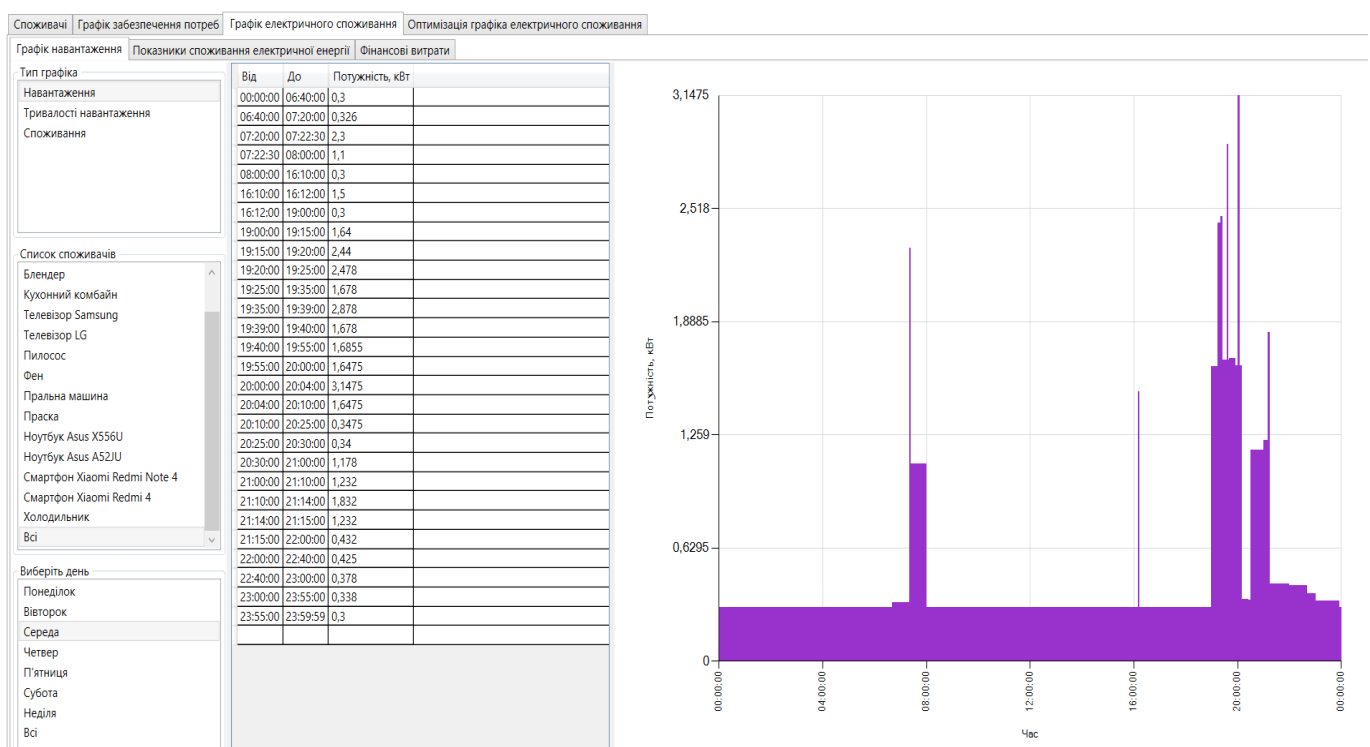 Споживачі Графік забезпечення потреб Графік електричного споживання Оптимізація графіка електричного споживання
Графік навантаження Показники споживання електричної енергії Фінансові витрати
Тип графіка
Навантаження
Тривалості навантаження
Споживання
Список споживачів
Блендер
Кухонний комбайн
Телевізор Samsung
Телевізор LG
Пилосос
Фен
Пральна машина
Праска
Ноутбук Asus X556U
Ноутбук Asus A52JU
Смартфон Xiaomi Redmi Note 4
Смартфон Xiaomi Redmi 4
Холодильник
Всі
Виберіть день
Понеділок
Вівторок
Середа
Четвер
П'ятниця
Субота
Неділя
Всі
Від До Потужність, кВт
00:00:00 06:40:00 0,3
06:40:00 07:20:00 0,326
07:20:00 07:22:30 2,3
07:22:30 08:00:00 1,1
08:00:00 16:10:00 0,3
16:10:00 16:12:00 1,5
16:12:00 19:00:00 0,3
19:00:00 19:15:00 1,64
19:15:00 19:20:00 2,44
19:20:00 19:25:00 2,478
19:25:00 19:35:00 1,678
19:35:00 19:39:00 2,878
19:39:00 19:40:00 1,678
19:40:00 19:55:00 1,6855
19:55:00 20:00:00 1,6475
20:00:00 20:04:00 3,1475
20:04:00 20:10:00 1,6475
20:10:00 20:25:00 0,3475
20:25:00 20:30:00 0,34
20:30:00 21:00:00 1,178
21:00:00 21:10:00 1,232
21:10:00 21:14:00 1,832
21:14:00 21:15:00 1,232
21:15:00 22:00:00 0,432
22:00:00 22:40:00 0,425
22:40:00 23:00:00 0,378
23:00:00 23:55:00 0,338
23:55:00 23:59:59 0,3
3,1475
2,518
1,8885
1,259
0,6295
0
Потужність, кВт
00:00:00
04:00:00
08:00:00
12:00:00
16:00:00
20:00:00
00:00:00
Час